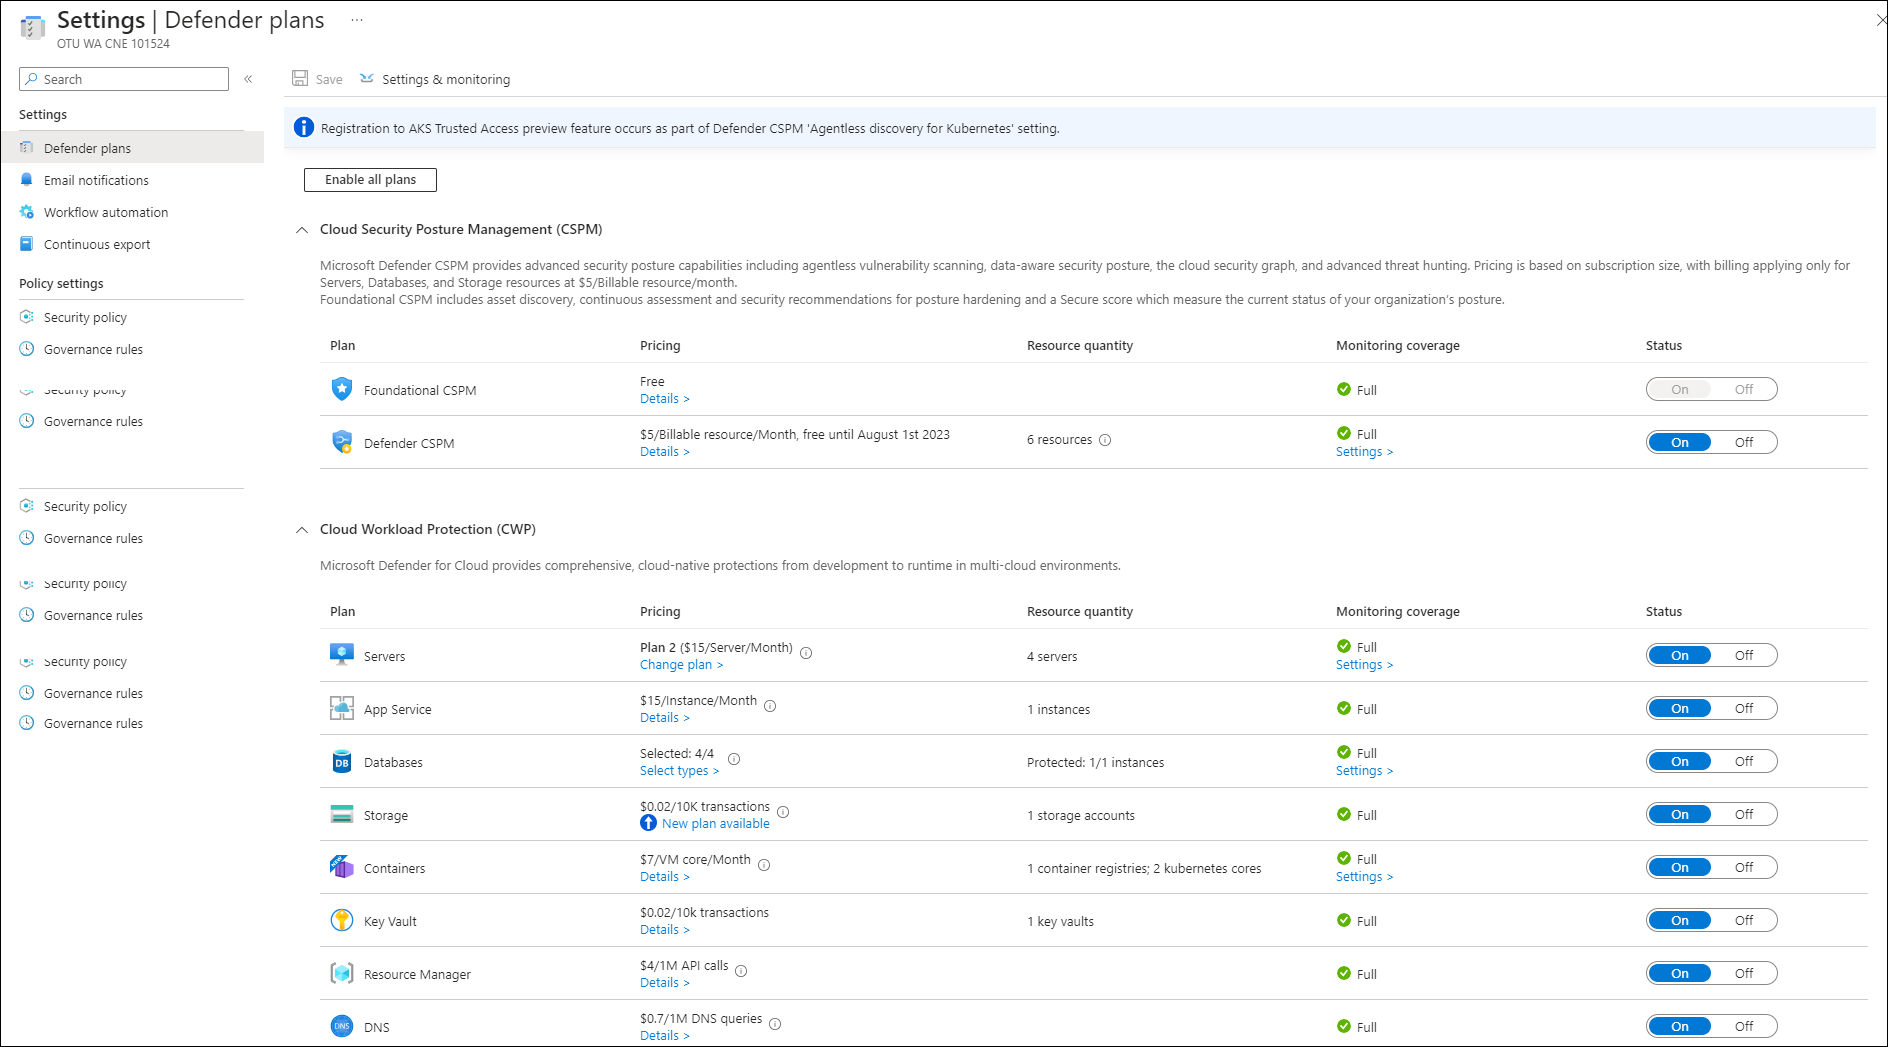 Settings | Defender plans ...
OTU WA CNE 101524
Search
«
Settings
Defender plans
Email notifications
Workflow automation
Continuous export
Policy settings
Security policy
Governance rules
Security policy
Governance rules
Security policy
Governance rules
Security policy
Governance rules
Security policy
Governance rules
Governance rules
Save Settings & monitoring
Registration to AKS Trusted Access preview feature occurs as part of Defender CSPM 'Agentless discovery for Kubernetes' setting.
Enable all plans
Cloud Security Posture Management (CSPM)
Microsoft Defender CSPM provides advanced security posture capabilities including agentless vulnerability scanning, data-aware security posture, the cloud security graph, and advanced threat hunting. Pricing is based on subscription size, with billing applying only for
Servers, Databases, and Storage resources at $5/Billable resource/month.
Foundational CSPM includes asset discovery, continuous assessment and security recommendations for posture hardening and a Secure score which measure the current status of your organization's posture.
Plan Pricing Resource quantity Monitoring coverage Status
Foundational CSPM Free Full On Off
Details >
Defender CSPM $5/Billable resource/Month, free until August 1st 2023 6 resources Full On Off
Details > Settings >
Cloud Workload Protection (CWP)
Microsoft Defender for Cloud provides comprehensive, cloud-native protections from development to runtime in multi-cloud environments.
Plan Pricing Resource quantity Monitoring coverage Status
Servers Plan 2 ($15/Server/Month) 4 servers Full On Off
Change plan > Settings >
App Service $15/Instance/Month 1 instances Full On Off
Details >
DB Databases Selected: 4/4 Protected: 1/1 instances Full On Off
Select types > Settings >
Storage $0.02/10K transactions 1 storage accounts Full On Off
New plan available
NEW Containers $7/VM core/Month 1 container registries; 2 kubernetes cores Full On Off
Details > Settings >
Key Vault $0.02/10k transactions 1 key vaults Full On Off
Details >
Resource Manager $4/1M API calls Full On Off
Details >
DNS DNS $0.7/1M DNS queries Full On Off
Details >